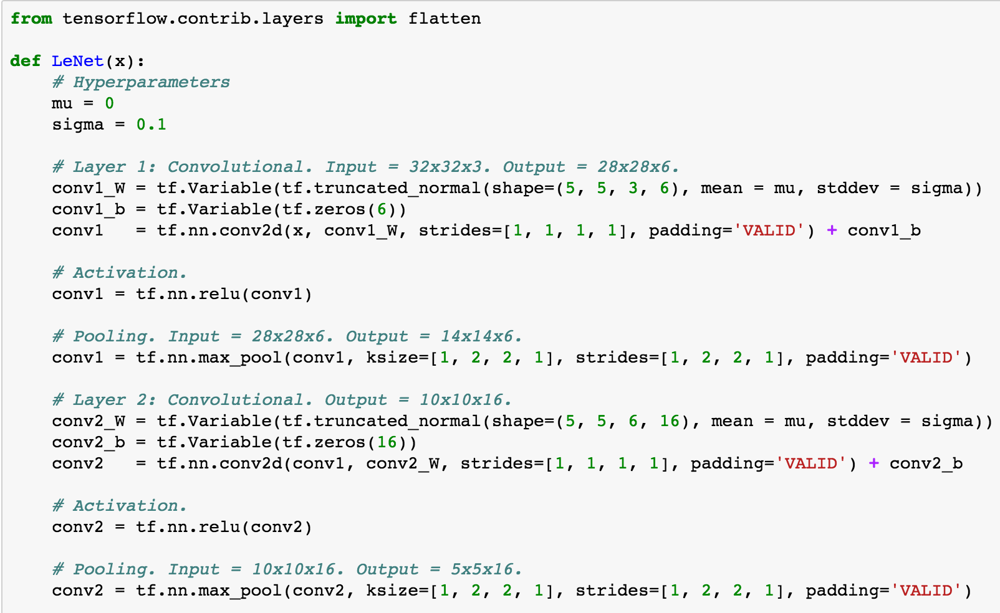 from tensorflow.contrib.layers import flatten
def LeNet(x):
# Hyperparameters
mu = 0
sigma = 0.1
# Layer 1: Convolutional. Input = 32x32x3. Output = 28x28x6.
conv1_W = tf.Variable(tf.truncated_normal(shape=(5, 5, 3, 6), mean = mu, stddev = sigma))
conv1_b = tf.Variable(tf.zeros(6))
conv1   = tf.nn.conv2d(x, conv1_W, strides=[1, 1, 1, 1], padding='VALID') + conv1_b
# Activation.
conv1 = tf.nn.relu(conv1)
# Pooling. Input = 28x28x6. Output = 14x14x6.
conv1 = tf.nn.max_pool(conv1, ksize=[1, 2, 2, 1], strides=[1, 2, 2, 1], padding='VALID')
# Layer 2: Convolutional. Output = 10x10x16.
conv2_W = tf.Variable(tf.truncated_normal(shape=(5, 5, 6, 16), mean = mu, stddev = sigma))
conv2_b = tf.Variable(tf.zeros(16))
conv2   = tf.nn.conv2d(conv1, conv2_W, strides=[1, 1, 1, 1], padding='VALID') + conv2_b
# Activation.
conv2 = tf.nn.relu(conv2)
# Pooling. Input = 10x10x16. Output = 5x5x16.
conv2 = tf.nn.max_pool(conv2, ksize=[1, 2, 2, 1], strides=[1, 2, 2, 1], padding='VALID')